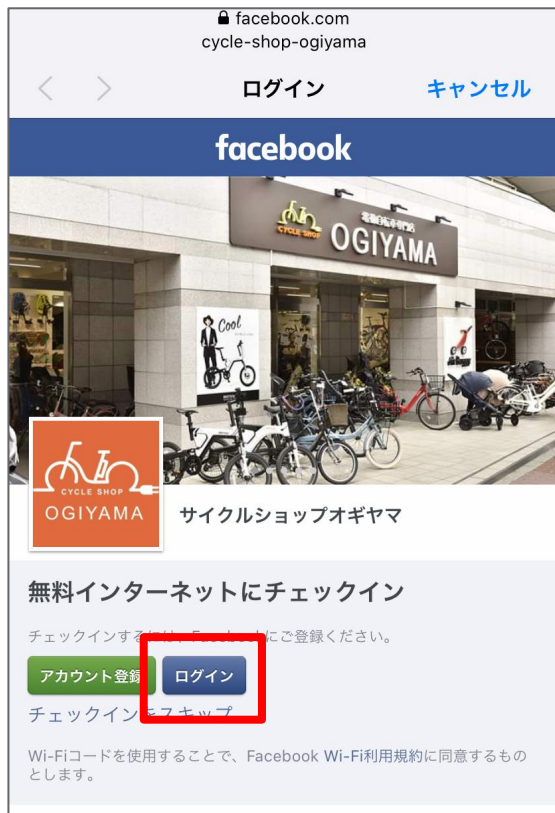 facebook.com
cycle-shop-ogiyama
ログイン
キャンセル
facebook
CYCLE SHOP
OGIYAMA
Cool
CYCLE SHOP
OGIYAMA
サイクルショップオギヤマ
無料インターネットにチェックイン
チェックインするには、Facebookにご登録ください。
アカウント登録
ログイン
チェックインをスキップ
Wi-Fiコードを使用することで、Facebook Wi-Fi利用規約に同意するもの
とします。